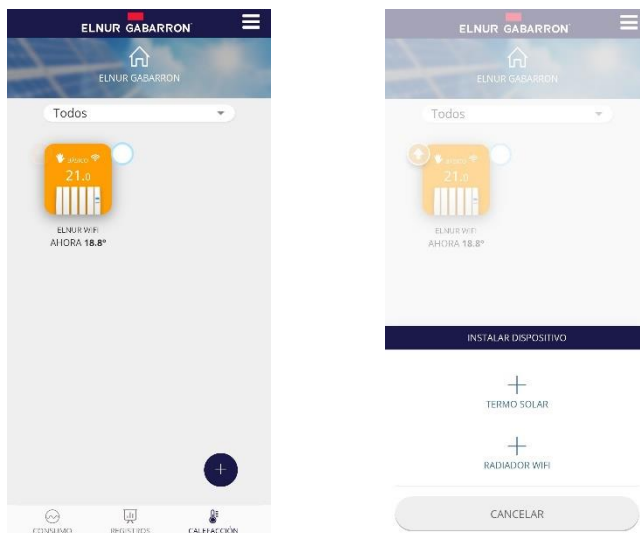 ELNUR GABARRON
ELNUR GABARRON
Todos
21.0
ELNUR WIFI
AHORA 18.8°
CONSUMO
REGISTROS
CALEFACCIÓN
ELNUR GABARRON
ELNUR GABARRON
Todos
21.0
ELNUR WIFI
AHORA 18.8°
INSTALAR DISPOSITIVO
TERMO SOLAR
RADIADOR WIFI
CANCELAR